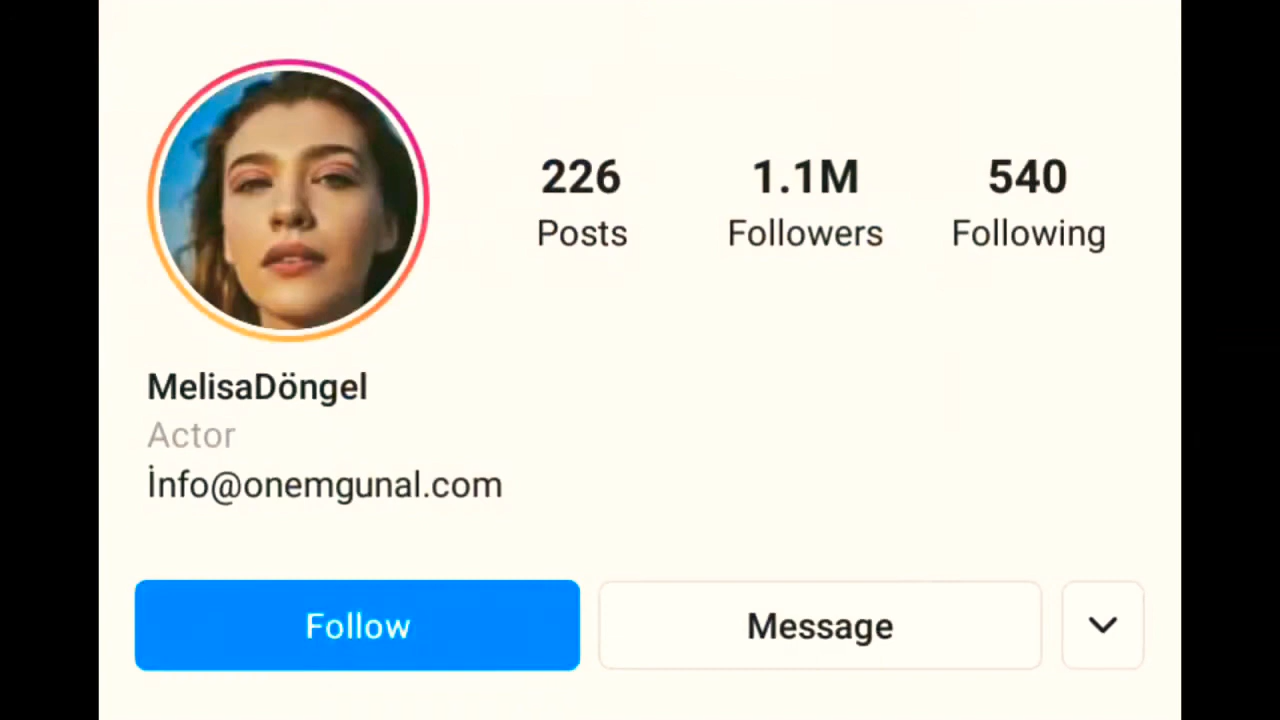 226 1.1M 540
Posts Followers Following
MelisaDöngel
Actor
İnfo@onemgunal.com
Follow Message